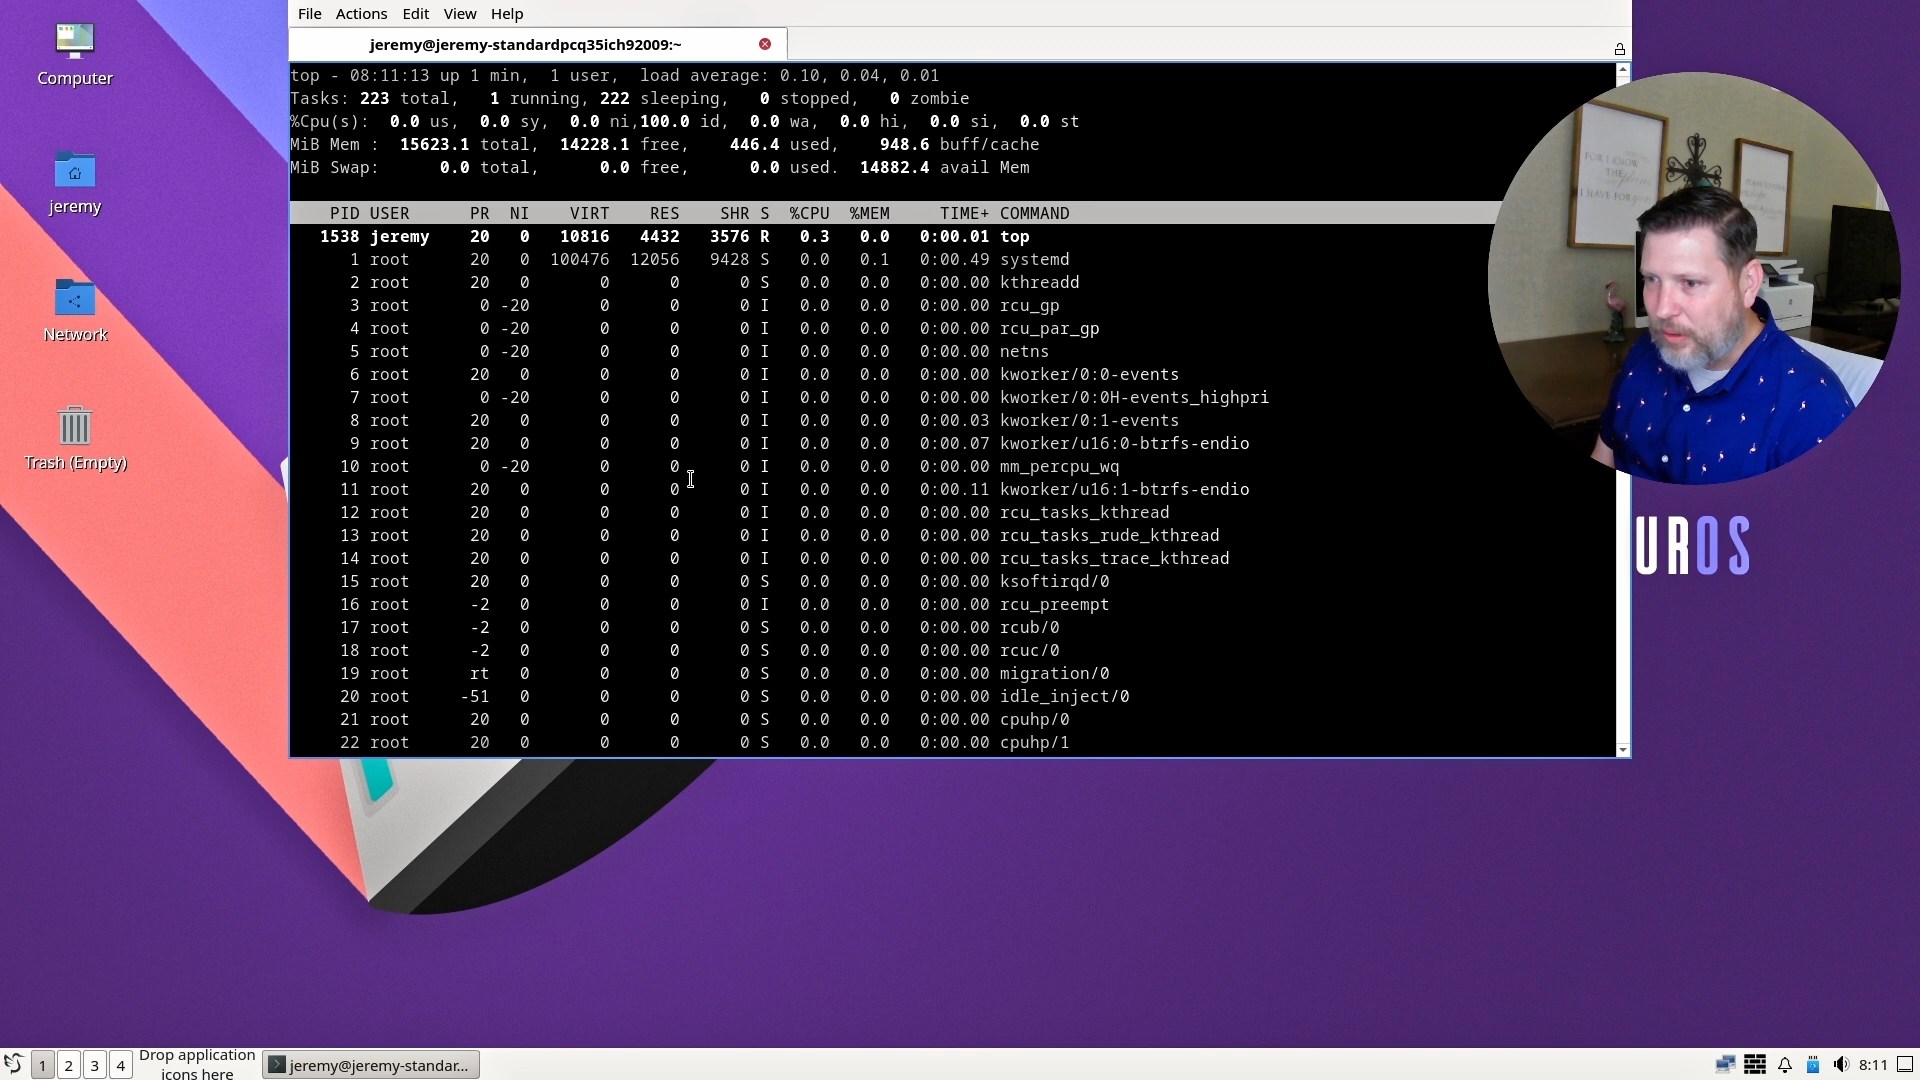 File Actions Edit View Help
jeremy@jeremy-standardpcq35ich92009:~
Computer
jeremy
Network
Trash (Empty)
top - 08:11:13 up 1 min,  1 user,  load average: 0.10, 0.04, 0.01
Tasks: 223 total,   1 running, 222 sleeping,   0 stopped,   0 zombie
%Cpu(s):  0.0 us,  0.0 sy,  0.0 ni,100.0 id,  0.0 wa,  0.0 hi,  0.0 si,  0.0 st
MiB Mem :  15623.1 total,  14228.1 free,    446.4 used,    948.6 buff/cache
MiB Swap:      0.0 total,      0.0 free,      0.0 used.  14882.4 avail Mem
PID USER PR NI VIRT RES SHR S %CPU %MEM TIME+ COMMAND
1538 jeremy 20 0 10816 4432 3576 R 0.3 0.0 0:00.01 top
1 root 20 0 100476 12056 9428 S 0.0 0.1 0:00.49 systemd
2 root 20 0 0 0 0 S 0.0 0.0 0:00.00 kthreadd
3 root 0 -20 0 0 0 I 0.0 0.0 0:00.00 rcu_gp
4 root 0 -20 0 0 0 I 0.0 0.0 0:00.00 rcu_par_gp
5 root 0 -20 0 0 0 I 0.0 0.0 0:00.00 netns
6 root 20 0 0 0 0 I 0.0 0.0 0:00.00 kworker/0:0-events
7 root 0 -20 0 0 0 I 0.0 0.0 0:00.00 kworker/0:0H-events_highpri
8 root 20 0 0 0 0 I 0.0 0.0 0:00.03 kworker/0:1-events
9 root 20 0 0 0 0 I 0.0 0.0 0:00.07 kworker/u16:0-btrfs-endio
10 root 0 -20 0 0 0 I 0.0 0.0 0:00.00 mm_percpu_wq
11 root 20 0 0 0 0 I 0.0 0.0 0:00.11 kworker/u16:1-btrfs-endio
12 root 20 0 0 0 0 I 0.0 0.0 0:00.00 rcu_tasks_kthread
13 root 20 0 0 0 0 I 0.0 0.0 0:00.00 rcu_tasks_rude_kthread
14 root 20 0 0 0 0 I 0.0 0.0 0:00.00 rcu_tasks_trace_kthread
15 root 20 0 0 0 0 S 0.0 0.0 0:00.00 ksoftirqd/0
16 root -2 0 0 0 0 I 0.0 0.0 0:00.00 rcu_preempt
17 root -2 0 0 0 0 S 0.0 0.0 0:00.00 rcub/0
18 root -2 0 0 0 0 S 0.0 0.0 0:00.00 rcuc/0
19 root rt 0 0 0 0 S 0.0 0.0 0:00.00 migration/0
20 root -51 0 0 0 0 S 0.0 0.0 0:00.00 idle_inject/0
21 root 20 0 0 0 0 S 0.0 0.0 0:00.00 cpuhp/0
22 root 20 0 0 0 0 S 0.0 0.0 0:00.00 cpuhp/1
FOR I KNOW
THE
I HAVE FOR
UROS
1 2 3 4
Drop application
icons here
jeremy@jeremy-standar...
8:11